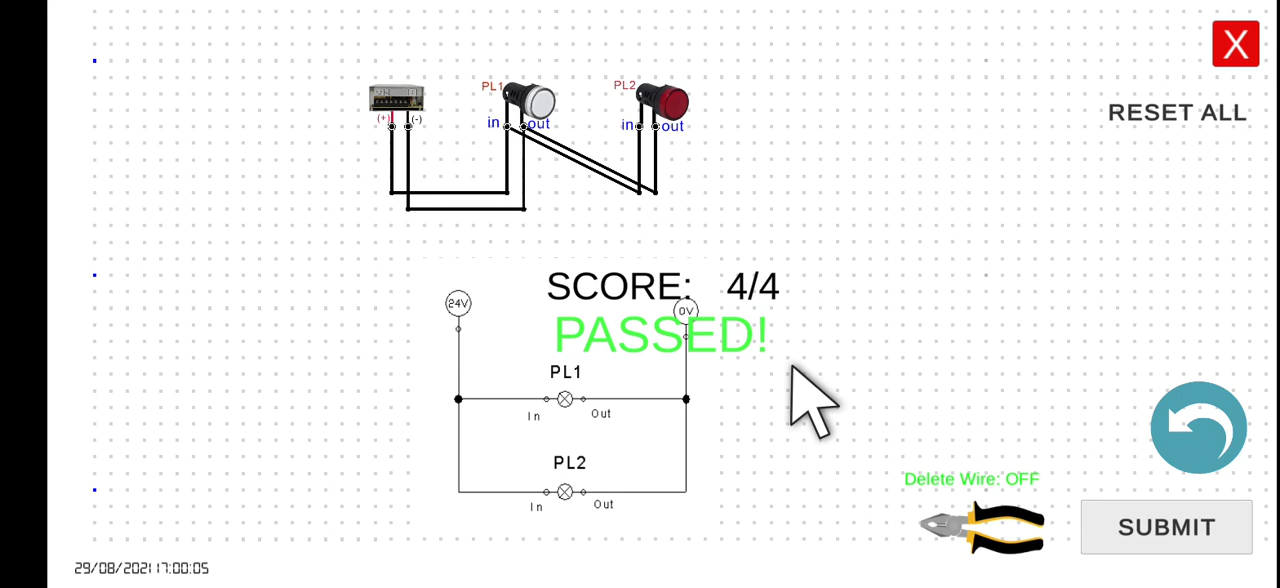 X
RESET ALL
PL1
PL2
(+)
(-)
in
out
in
out
SCORE: 4/4
24V
0V
PASSED!
PL1
In
Out
PL2
In
Out
Delete Wire: OFF
SUBMIT
29/08/2021 17:00:05